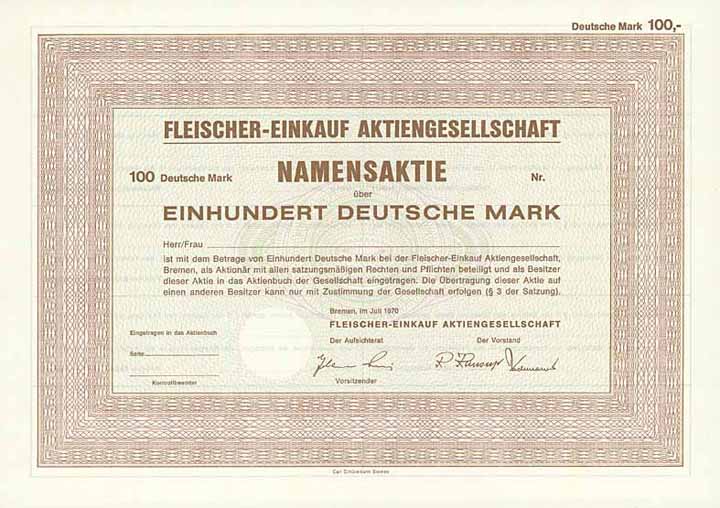 Deutsche Mark 100,-
FLEISCHER-EINKAUF AKTIENGESELLSCHAFT
100 Deutsche Mark NAMENSAKTIE Nr.
über
EINHUNDERT DEUTSCHE MARK
Herr/Frau
ist mit dem Betrage von Einhundert Deutsche Mark bei der Fleischer-Einkauf Aktiengesellschaft,
Bremen, als Aktionär mit allen satzungsmäßigen Rechten und Pflichten beteiligt und als Besitzer
dieser Aktie in das Aktienbuch der Gesellschaft eingetragen. Die Übertragung dieser Aktie auf
einen anderen Besitzer kann nur mit Zustimmung der Gesellschaft erfolgen (§ 3 der Satzung).
Bremen, im Juli 1970
Eingetragen in das Aktienbuch
FLEISCHER-EINKAUF AKTIENGESELLSCHAFT
Der Aufsichtsrat Der Vorstand
Seite
Vorsitzender
Kontrollbeamter
Carl Bremen